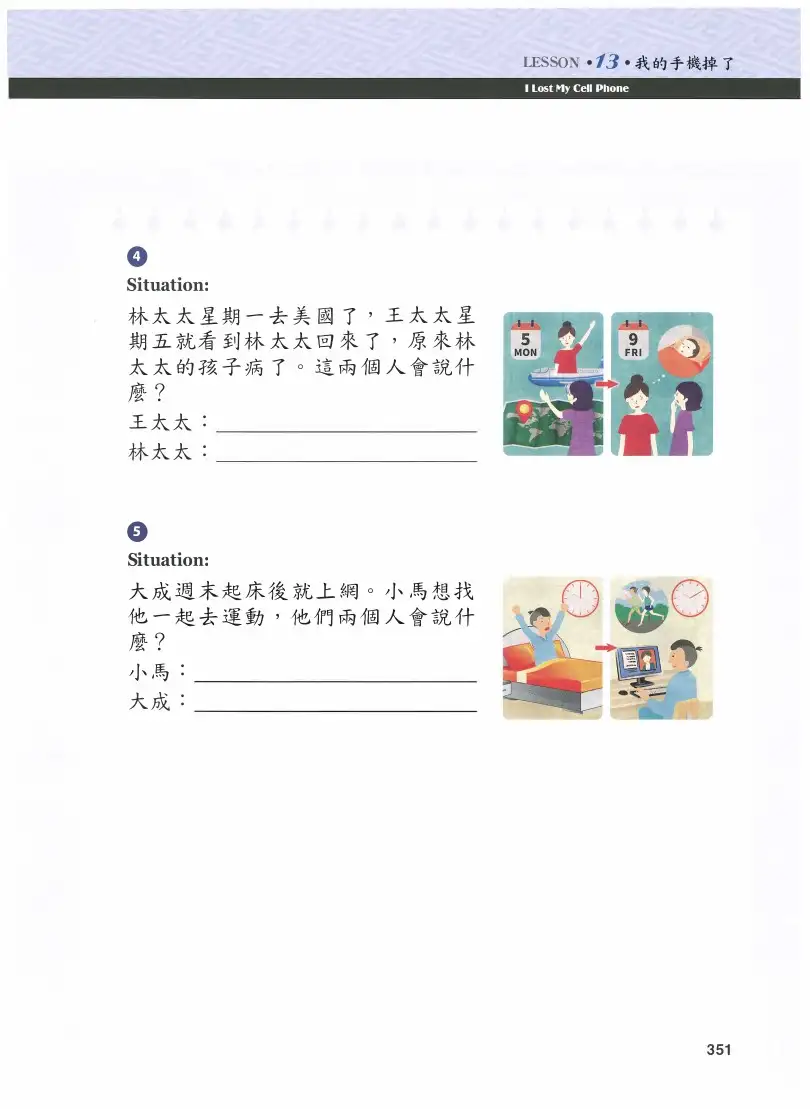 LESSON • 13 • 我的手機掉了
I Lost My Cell Phone
4
Situation:
林太太星期一去美國了，王太太星
期五就看到林太太回來了，原來林
太太的孩子病了。這兩個人會說什
麼？
王太太：
林太太：
5
MON
9
FRI
5
Situation:
大成週末起床後就上網。小馬想找
他一起去運動，他們兩個人會說什
麼？
小馬：
大成：
351